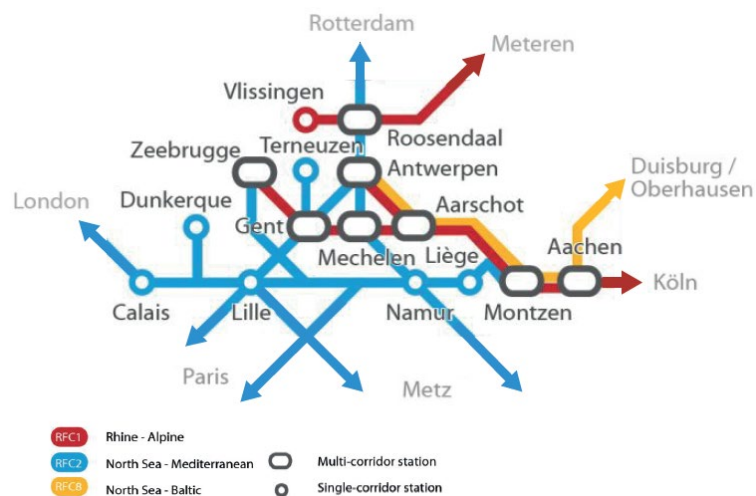 Rotterdam
Meteren
Vlissingen
Roosendaal
Terneuzen
Zeebrugge
Antwerpen
Duisburg /
Oberhausen
London
Dunkerque
Aarschot
Gent
Aachen
Mechelen
Liège
Köln
Calais
Lille
Namur
Montzen
Paris
Metz
RFC1 Rhine - Alpine
RFC2 North Sea - Mediterranean
Multi-corridor station
RFC8 North Sea - Baltic
Single-corridor station